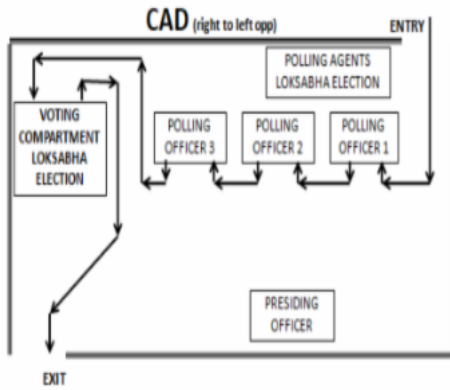 CAD (right to left opp)
ENTRY
POLLING AGENTS
LOKSABHA ELECTION
VOTING
COMPARTMENT
LOKSABHA
ELECTION
POLLING
OFFICER 3
POLLING
OFFICER 2
POLLING
OFFICER 1
PRESIDING
OFFICER
EXIT